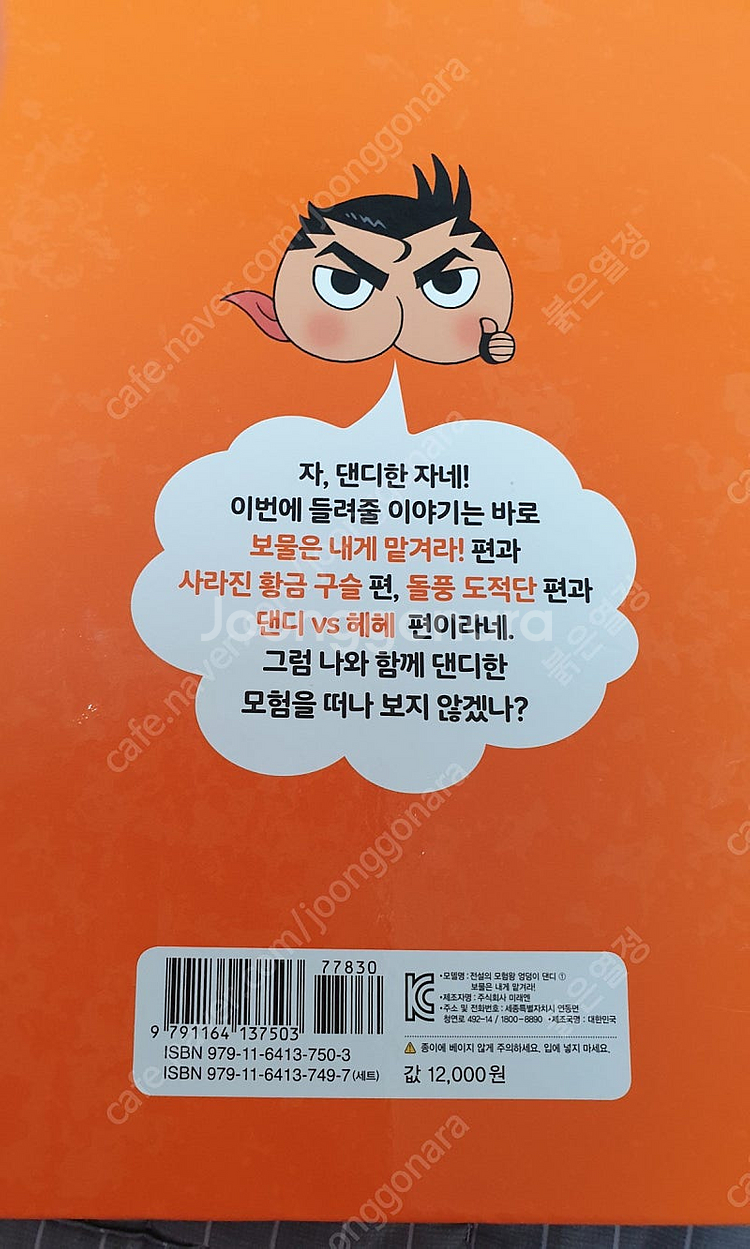 자, 댄디한 자네!
이번에 들려줄 이야기는 바로
보물은 내게 맡겨라! 편과
사라진 황금 구슬 편, 돌풍 도적단 편과
댄디 vs 헤헤 편이라네.
그럼 나와 함께 댄디한
모험을 떠나 보지 않겠나?
Joonggonara
cafe.naver.com/joonggonara
붉은열정
77830
9 791164 137503
ISBN 979-11-6413-750-3
ISBN 979-11-6413-749-7(세트)
•모델명 : 전설의 모험왕 엉덩이 댄디 ①
보물은 내게 맡겨라!
•제조자명 : 주식회사 미래엔
•주소 및 전화번호 : 세종특별자치시 연동면
청연로 492-14 / 1800-8890 •제조국명 : 대한민국
종이에 베이지 않게 주의하세요. 입에 넣지 마세요.
값 12,000원